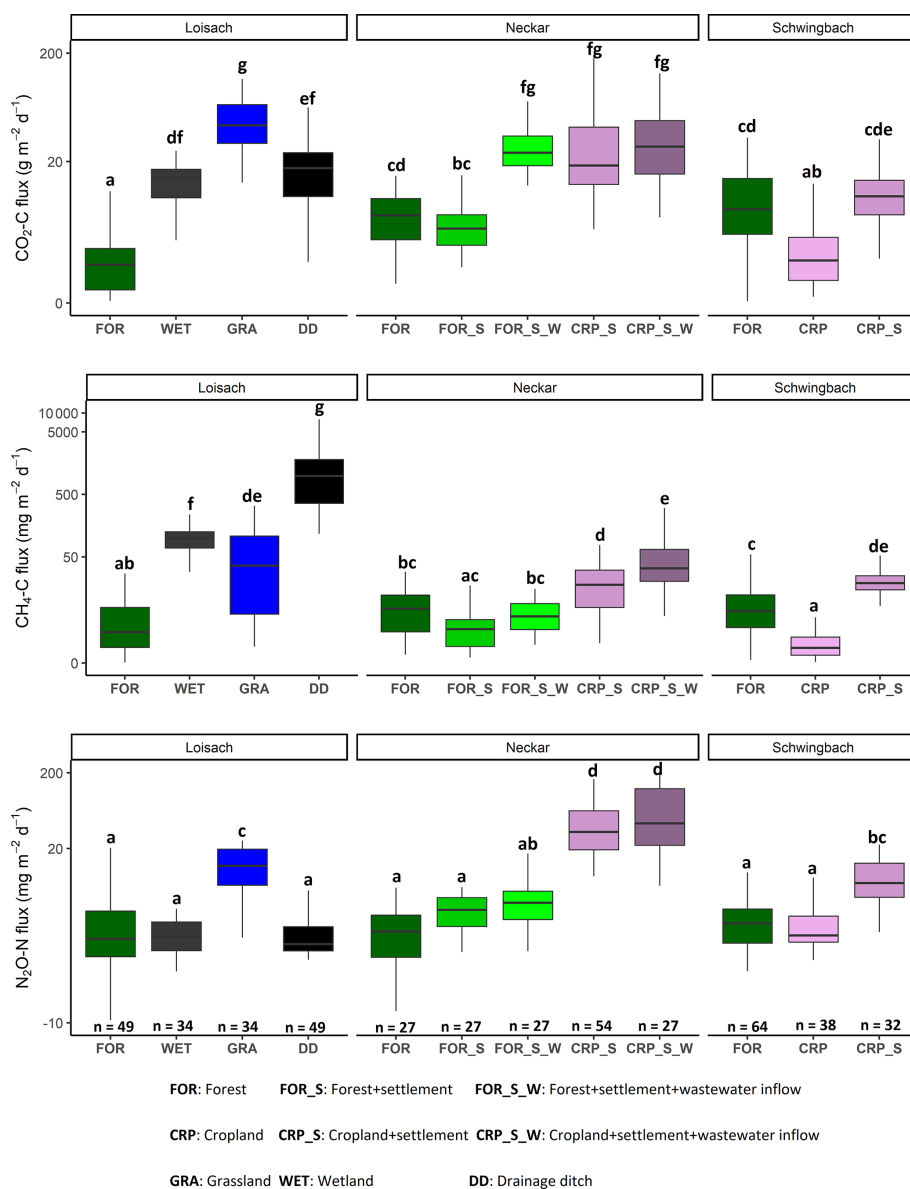 Loisach Neckar Schwingbach
CO₂-C flux (g m⁻² d⁻¹)
200
20
0
a df g ef cd bc fg fg fg cd ab cde
FOR WET GRA DD FOR FOR_S FOR_S_W CRP_S CRP_S_W FOR CRP CRP_S
Loisach Neckar Schwingbach
CH₄-C flux (mg m⁻² d⁻¹)
10 000
5000
500
50
0
ab f de g bc ac bc d e c a de
FOR WET GRA DD FOR FOR_S FOR_S_W CRP_S CRP_S_W FOR CRP CRP_S
Loisach Neckar Schwingbach
N₂O-N flux (mg m⁻² d⁻¹)
200
20
-10
a a c a a a ab d d a a bc
n = 49 n = 34 n = 34 n = 49 n = 27 n = 27 n = 27 n = 54 n = 27 n = 64 n = 38 n = 32
FOR WET GRA DD FOR FOR_S FOR_S_W CRP_S CRP_S_W FOR CRP CRP_S
FOR: Forest FOR_S: Forest+settlement FOR_S_W: Forest+settlement+wastewater inflow
CRP: Cropland CRP_S: Cropland+settlement CRP_S_W: Cropland+settlement+wastewater inflow
GRA: Grassland WET: Wetland DD: Drainage ditch